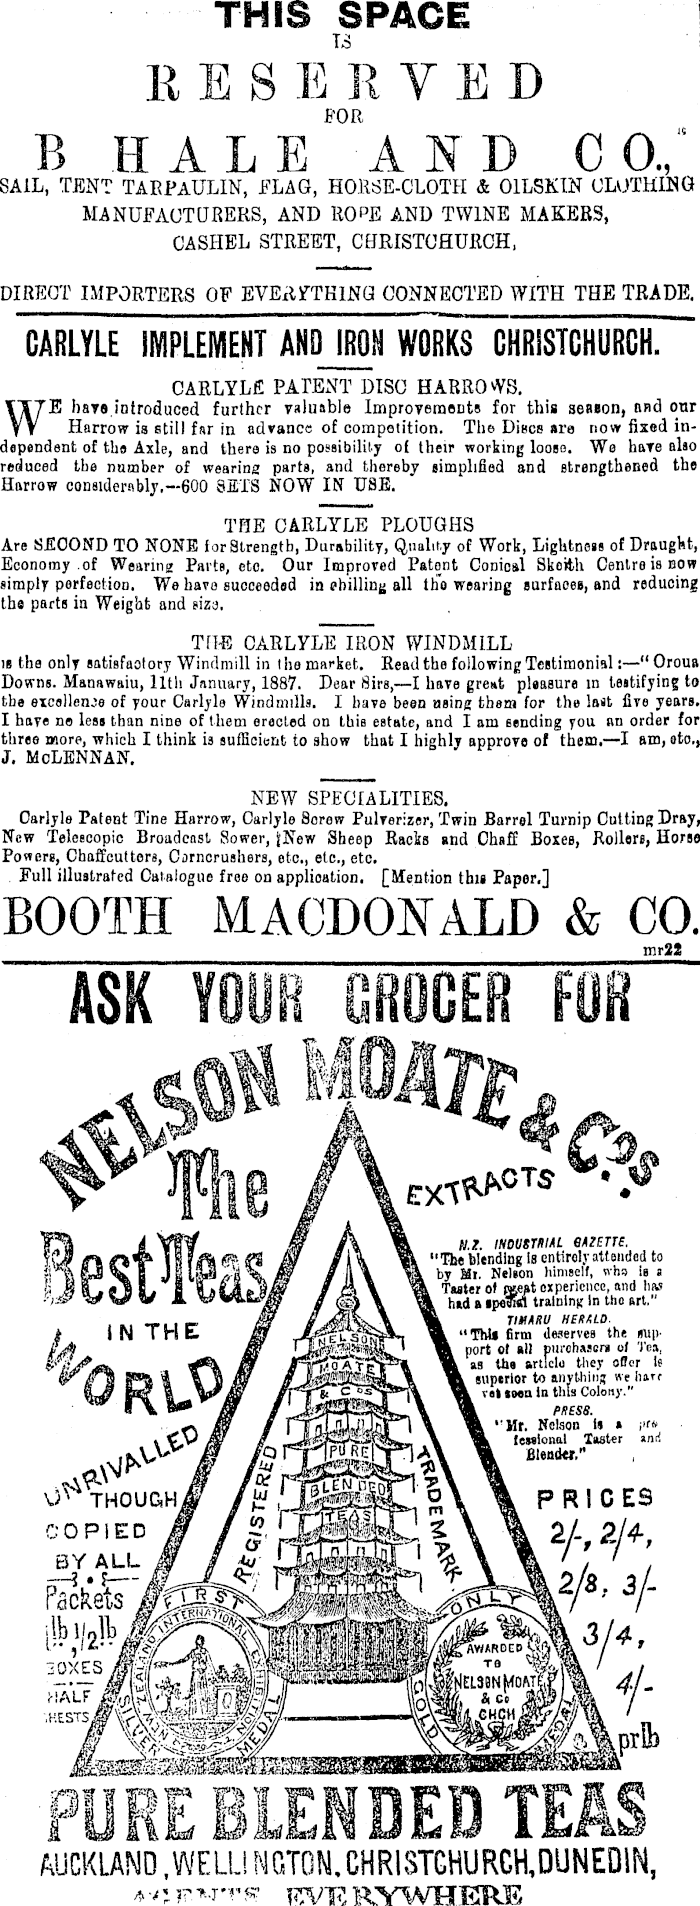 THIS SPACE
IS
RESERVED
FOR
B HALE AND CO.,
SAIL, TENT TARPAULIN, FLAG, HORSE-CLOTH & OILSKIN CLOTHING
MANUFACTURERS, AND ROPE AND TWINE MAKERS,
CASHEL STREET, CHRISTCHURCH,
DIRECT IMPORTERS OF EVERYTHING CONNECTED WITH THE TRADE.
CARLYLE IMPLEMENT AND IRON WORKS CHRISTCHURCH.
CARLYLE PATENT DISC HARROWS.
WE have introduced further valuable Improvements for this season, and our
Harrow is still far in advance of competition. The Discs are now fixed in-
dependent of the Axle, and there is no possibility of their working loose. We have also
reduced the number of wearing parts, and thereby simplified and strengthened the
Harrow considerably.--600 SETS NOW IN USE.
THE CARLYLE PLOUGHS
Are SECOND TO NONE for Strength, Durability, Quality of Work, Lightness of Draught,
Economy of Wearing Parts, etc. Our Improved Patent Conical Skeith Centre is now
simply perfection. We have succeeded in chilling all the wearing surfaces, and reducing
the parts in Weight and size.
THE CARLYLE IRON WINDMILL
is the only satisfactory Windmill in the market. Read the following Testimonial:—"Oroua
Downs. Manawatu, 11th January, 1887. Dear Sirs,—I have great pleasure in testifying to
the excellence of your Carlyle Windmills. I have been using them for the last five years.
I have no less than nine of them erected on this estate, and I am sending you an order for
three more, which I think is sufficient to show that I highly approve of them.—I am, etc.,
J. McLENNAN.
NEW SPECIALITIES.
Carlyle Patent Tine Harrow, Carlyle Screw Pulverizer, Twin Barrel Turnip Cutting Dray,
New Telescopic Broadcast Sower, New Sheep Racks and Chaff Boxes, Rollers, Horse
Powers, Chaffcutters, Corncrushers, etc., etc., etc.
Full illustrated Catalogue free on application. [Mention this Paper.]
BOOTH MACDONALD & CO.
mr22
ASK YOUR GROCER FOR
NELSON MOATE & Cos.
The
Best Teas
IN THE
WORLD
UNRIVALLED
THOUGH
COPIED
BY ALL
Packets
1lb, 1/2lb
BOXES
HALF
CHESTS
EXTRACTS
N.Z. INDUSTRIAL GAZETTE.
"The blending is entirely attended to
by Mr. Nelson himself, who is a
Taster of great experience, and has
had a special training in the art."
TIMARU HERALD.
"This firm deserves the sup-
port of all purchasers of Tea,
as the article they offer is
superior to anything we have
yet seen in this Colony."
PRESS.
"Mr. Nelson is a pro
fessional Taster and
Blender."
PRICES
2/-, 2/4,
2/8, 3/-
3/4,
4/-
pr lb
NELSON
MOATE
& Cos
PURE
BLENDED
TEAS
REGISTERED
TRADEMARK
FIRST
SILVER MEDAL
NEW ZEALAND INTERNATIONAL EXHIBITION
ONLY
GOLD MEDAL
AWARDED
TO
NELSON MOATE
& Co
CHCH
PURE BLENDED TEAS
AUCKLAND, WELLINGTON, CHRISTCHURCH, DUNEDIN,
AGENTS EVERYWHERE